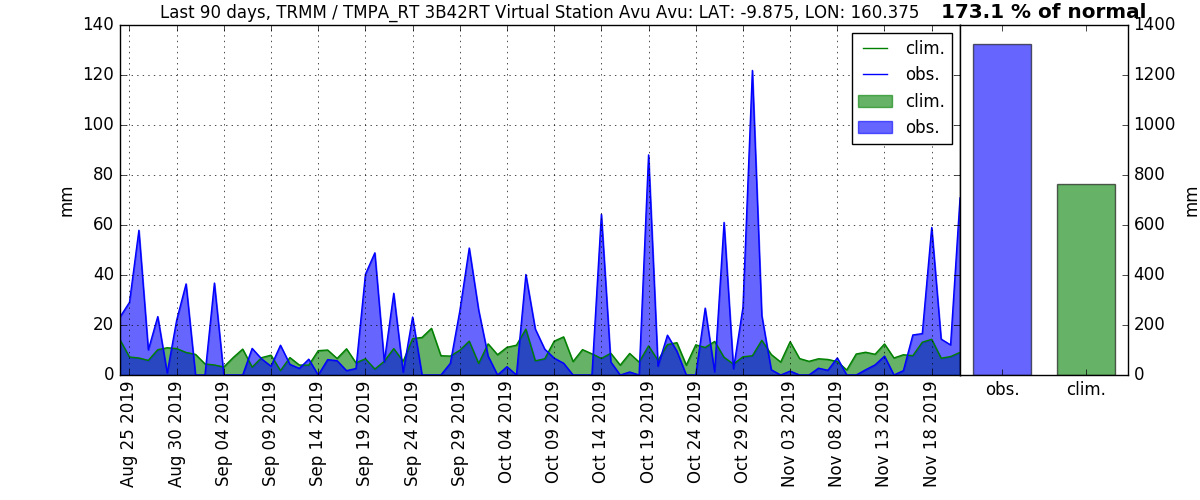 Last 90 days, TRMM / TMPA_RT 3B42RT Virtual Station Avu Avu: LAT: -9.875, LON: 160.375
173.1 % of normal
140
120
100
80
60
40
20
0
mm
clim.
obs.
clim.
obs.
1400
1200
1000
800
600
400
200
0
mm
obs.
clim.
Aug 25 2019
Aug 30 2019
Sep 04 2019
Sep 09 2019
Sep 14 2019
Sep 19 2019
Sep 24 2019
Sep 29 2019
Oct 04 2019
Oct 09 2019
Oct 14 2019
Oct 19 2019
Oct 24 2019
Oct 29 2019
Nov 03 2019
Nov 08 2019
Nov 13 2019
Nov 18 2019